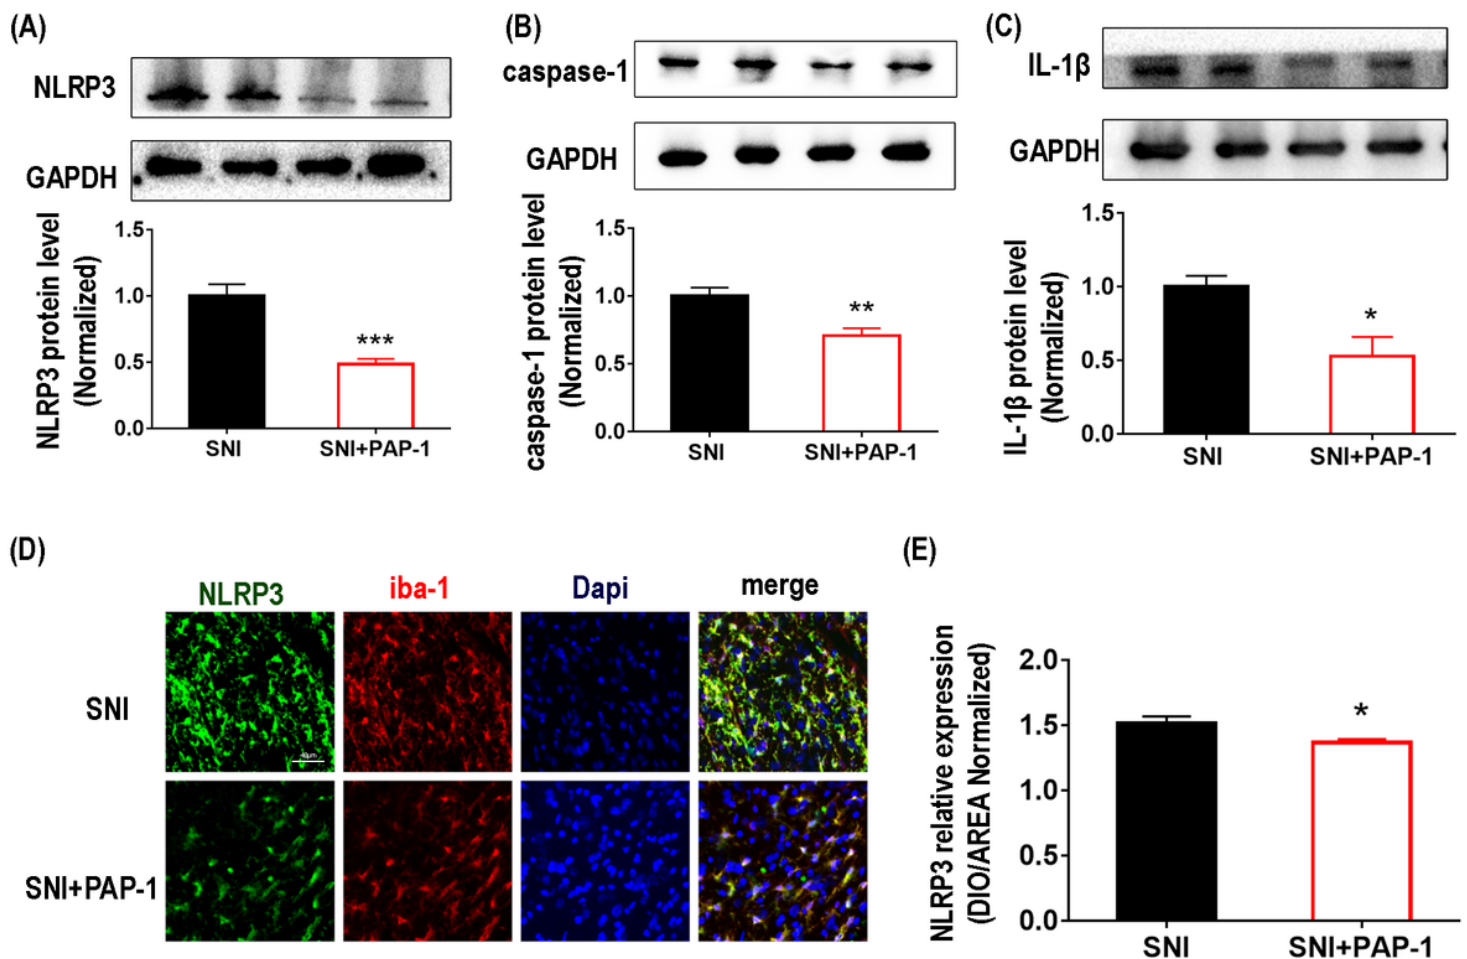 (A)
NLRP3
GAPDH
NLRP3 protein level
(Normalized)
1.5
1.0
0.5
0.0
***
SNI
SNI+PAP-1
(B)
caspase-1
GAPDH
caspase-1 protein level
(Normalized)
1.5
1.0
0.5
0.0
**
SNI
SNI+PAP-1
(C)
IL-1β
GAPDH
IL-1β protein level
(Normalized)
1.5
1.0
0.5
0.0
*
SNI
SNI+PAP-1
(D)
NLRP3
iba-1
Dapi
merge
SNI
40μm
SNI+PAP-1
(E)
NLRP3 relative expression
(DIO/AREA Normalized)
2.0
1.5
1.0
0.5
0.0
*
SNI
SNI+PAP-1